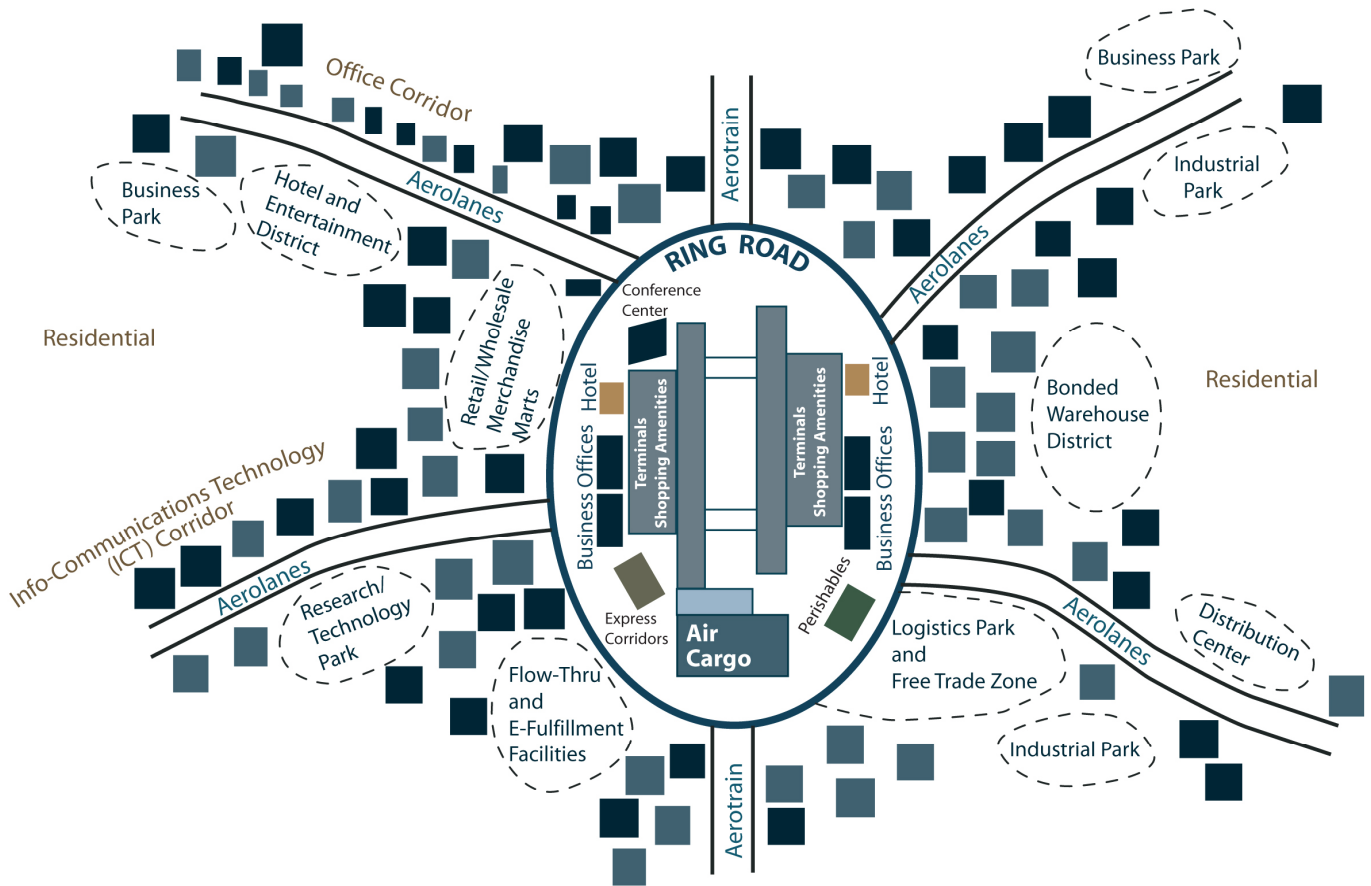 Office Corridor
Business Park
Aerotrain
Industrial
Park
Hotel and
Entertainment
District
Business
Park
Aerolanes
Aerolanes
RING ROAD
Conference
Center
Residential
Retail/Wholesale
Merchandise
Marts
Hotel
Terminals
Shopping Amenities
Terminals
Shopping Amenities
Hotel
Residential
Bonded
Warehouse
District
Business Offices
Business Offices
Info-Communications Technology
(ICT) Corridor
Aerolanes
Research/
Technology
Park
Express
Corridors
Air
Cargo
Perishables
Logistics Park
and
Free Trade Zone
Aerolanes
Distribution
Center
Flow-Thru
and
E-Fulfillment
Facilities
Industrial Park
Aerotrain